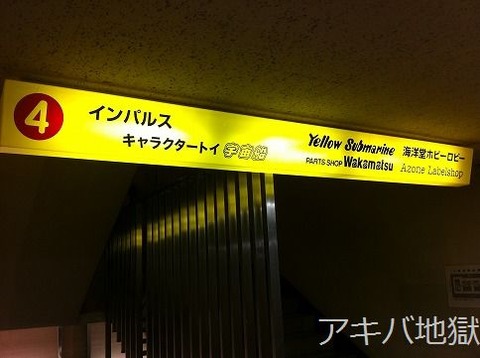 4
インパルス
キャラクタートイ 宇宙船
Yellow Submarine 海洋堂ホビーロビー
PARTS SHOP Wakamatsu Azone Labelshop
アキバ地獄